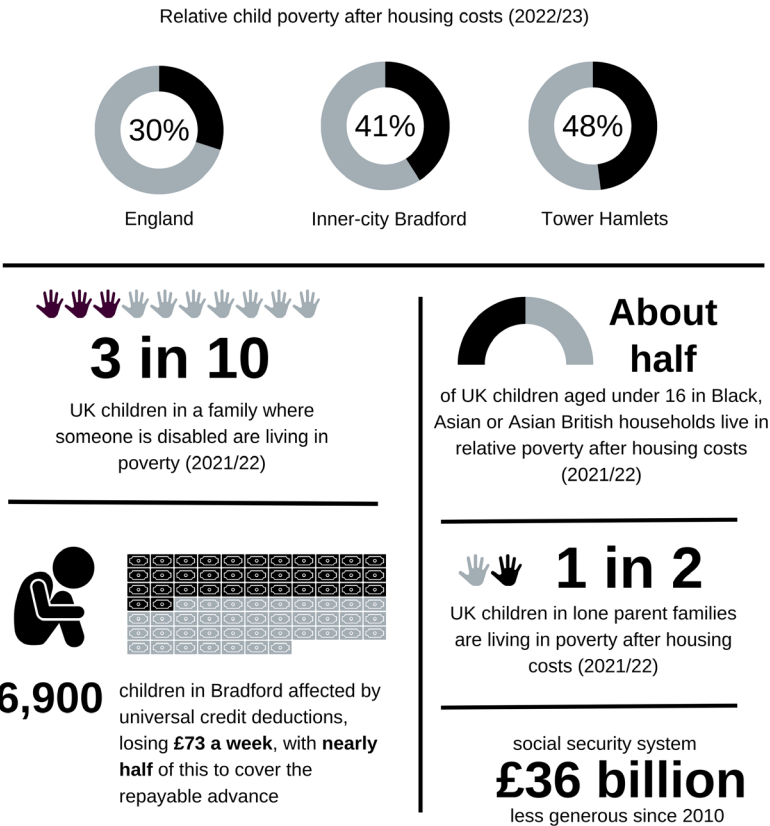 Relative child poverty after housing costs (2022/23)
30%
41%
48%
England
Inner-city Bradford
Tower Hamlets
3 in 10
UK children in a family where
someone is disabled are living in
poverty (2021/22)
About
half
of UK children aged under 16 in Black,
Asian or Asian British households live in
relative poverty after housing costs
(2021/22)
6,900
children in Bradford affected by
universal credit deductions,
losing £73 a week, with nearly
half of this to cover the
repayable advance
1 in 2
UK children in lone parent families
are living in poverty after housing
costs (2021/22)
social security system
£36 billion
less generous since 2010